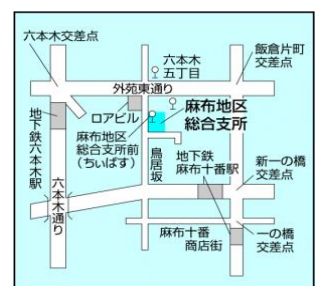 六本木交差点
六本木
五丁目
飯倉片町
交差点
外苑東通り
ロアビル
麻布地区
総合支所
麻布地区
総合支所前
(ちぃばす)
地下鉄六本木駅
鳥居坂
地下鉄
麻布十番駅
新一の橋
交差点
六本木通り
麻布十番
商店街
一の橋
交差点